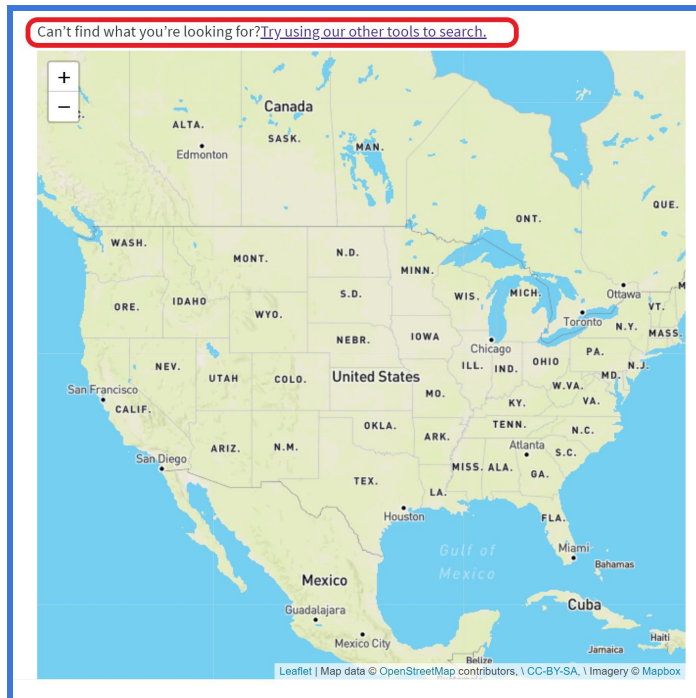 Can't find what you're looking for?Try using our other tools to search.
+
−
Canada
ALTA.
SASK.
MAN.
Edmonton
QUE.
ONT.
WASH.
MONT.
N.D.
MINN.
S.D.
WIS.
MICH.
Ottawa
VT.
ORE.
IDAHO
WYO.
Toronto
N.Y.
MASS.
NEBR.
IOWA
Chicago
PA.
NEV.
UTAH
COLO.
United States
ILL.
IND.
OHIO
MD.
N.J.
San Francisco
MO.
W.VA.
CALIF.
KY.
VA.
OKLA.
TENN.
N.C.
ARIZ.
N.M.
ARK.
Atlanta
S.C.
San Diego
MISS.
ALA.
GA.
TEX.
LA.
Houston
FLA.
Gulf of
Mexico
Miami
Bahamas
Mexico
Cuba
Guadalajara
Haiti
Mexico City
Jamaica
Belize
Leaflet | Map data © OpenStreetMap contributors, \ CC-BY-SA, \ Imagery © Mapbox